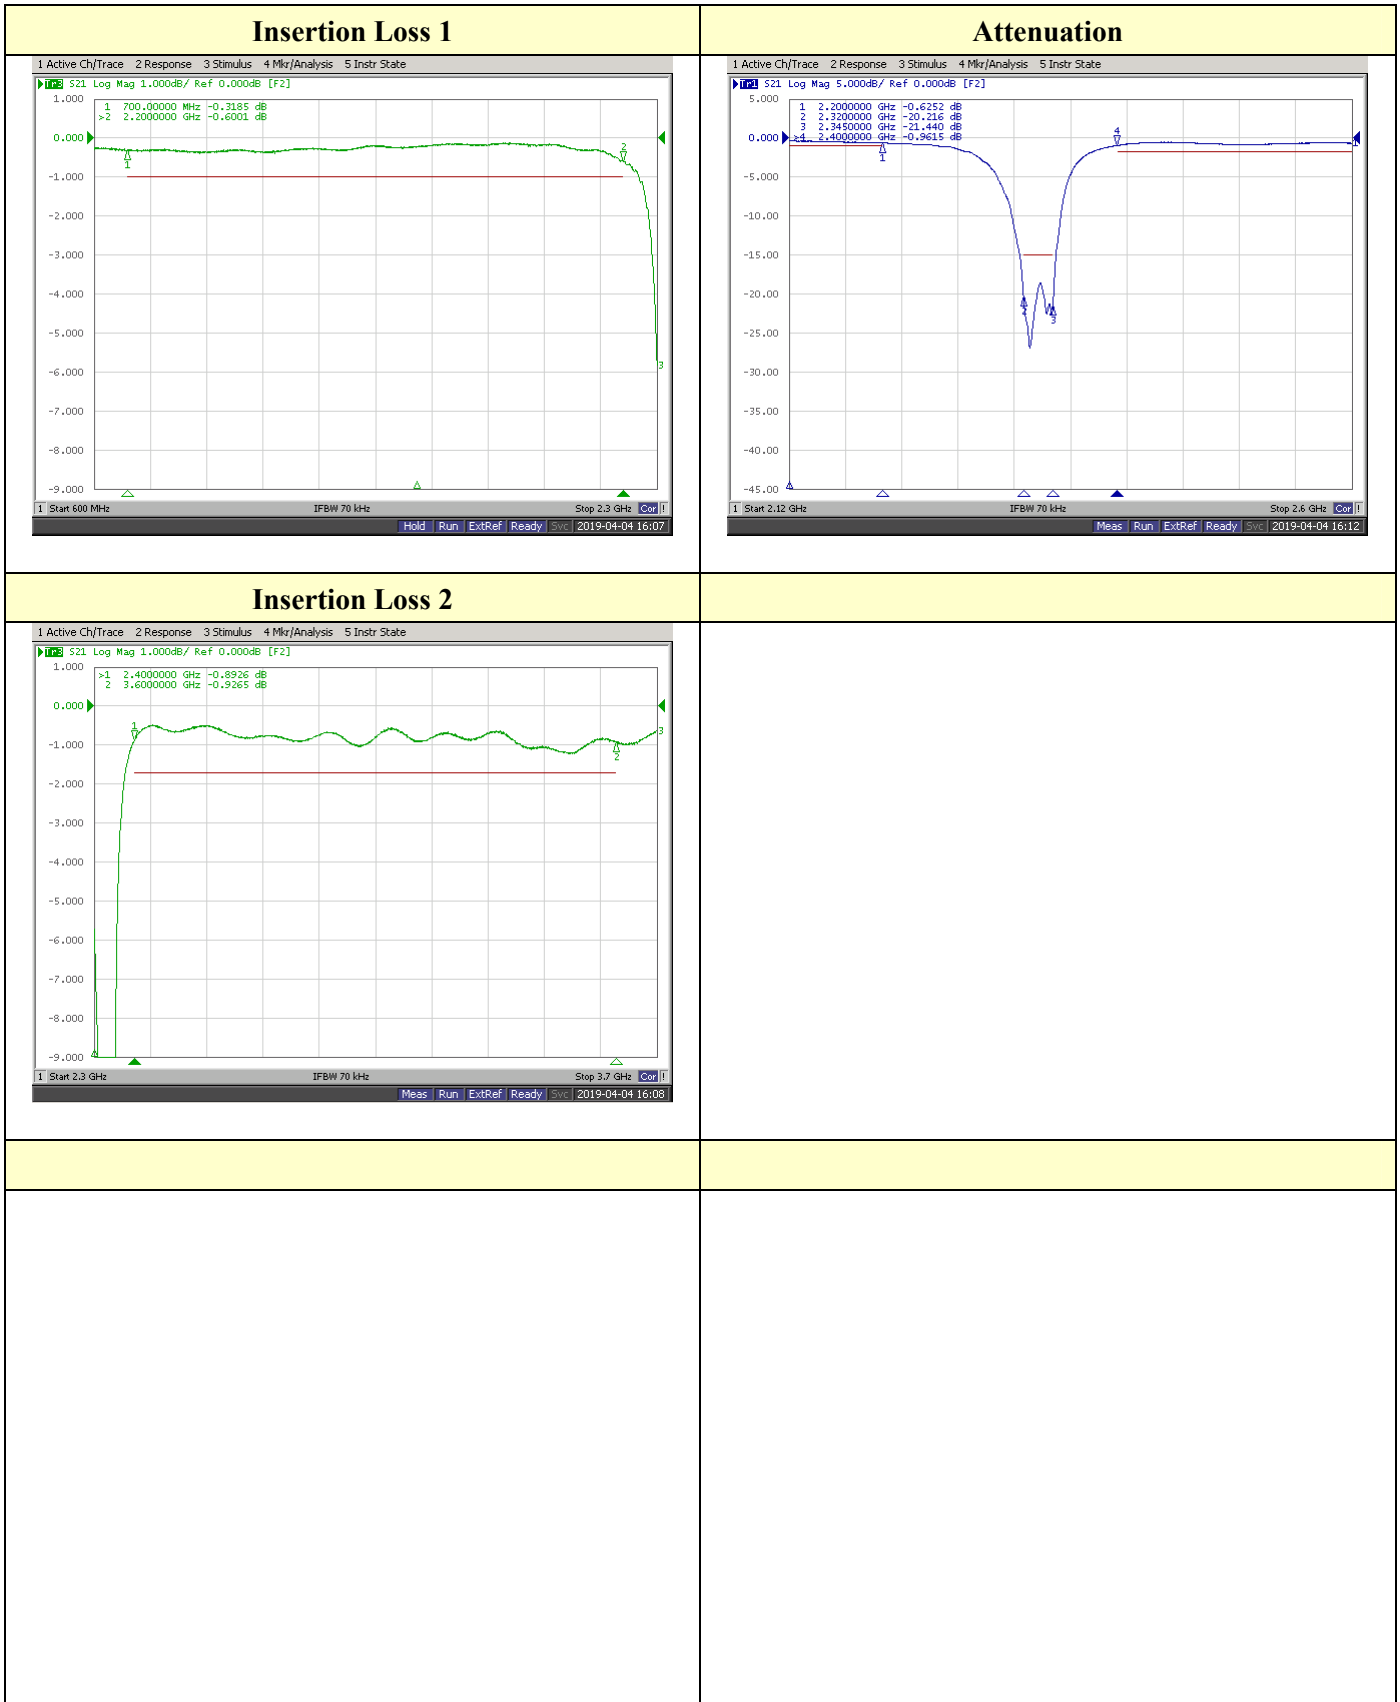 Insertion Loss 1
1 Active Ch/Trace 2 Response 3 Stimulus 4 Mkr/Analysis 5 Instr State
Tr3 S21 Log Mag 1.000dB/ Ref 0.000dB [F2]
1.000
1 700.00000 MHz -0.3185 dB
>2 2.2000000 GHz -0.6001 dB
0.000
2
1
-1.000
-2.000
-3.000
-4.000
-5.000
3
-6.000
-7.000
-8.000
-9.000
1 Start 600 MHz IFBW 70 kHz Stop 2.3 GHz Cor !
Hold Run ExtRef Ready Svc 2019-04-04 16:07
Attenuation
1 Active Ch/Trace 2 Response 3 Stimulus 4 Mkr/Analysis 5 Instr State
Tr1 S21 Log Mag 5.000dB/ Ref 0.000dB [F2]
5.000
1 2.2000000 GHz -0.6252 dB
2 2.3200000 GHz -20.216 dB
3 2.3450000 GHz -21.440 dB
>4 2.4000000 GHz -0.9615 dB
0.000
4
1
1
-5.000
-10.00
-15.00
-20.00
2
3
-25.00
-30.00
-35.00
-40.00
-45.00
1 Start 2.12 GHz IFBW 70 kHz Stop 2.6 GHz Cor !
Meas Run ExtRef Ready Svc 2019-04-04 16:12
Insertion Loss 2
1 Active Ch/Trace 2 Response 3 Stimulus 4 Mkr/Analysis 5 Instr State
Tr3 S21 Log Mag 1.000dB/ Ref 0.000dB [F2]
1.000
>1 2.4000000 GHz -0.8926 dB
2 3.6000000 GHz -0.9265 dB
0.000
1
3
-1.000
2
-2.000
-3.000
-4.000
-5.000
-6.000
-7.000
-8.000
-9.000
1 Start 2.3 GHz IFBW 70 kHz Stop 3.7 GHz Cor !
Meas Run ExtRef Ready Svc 2019-04-04 16:08